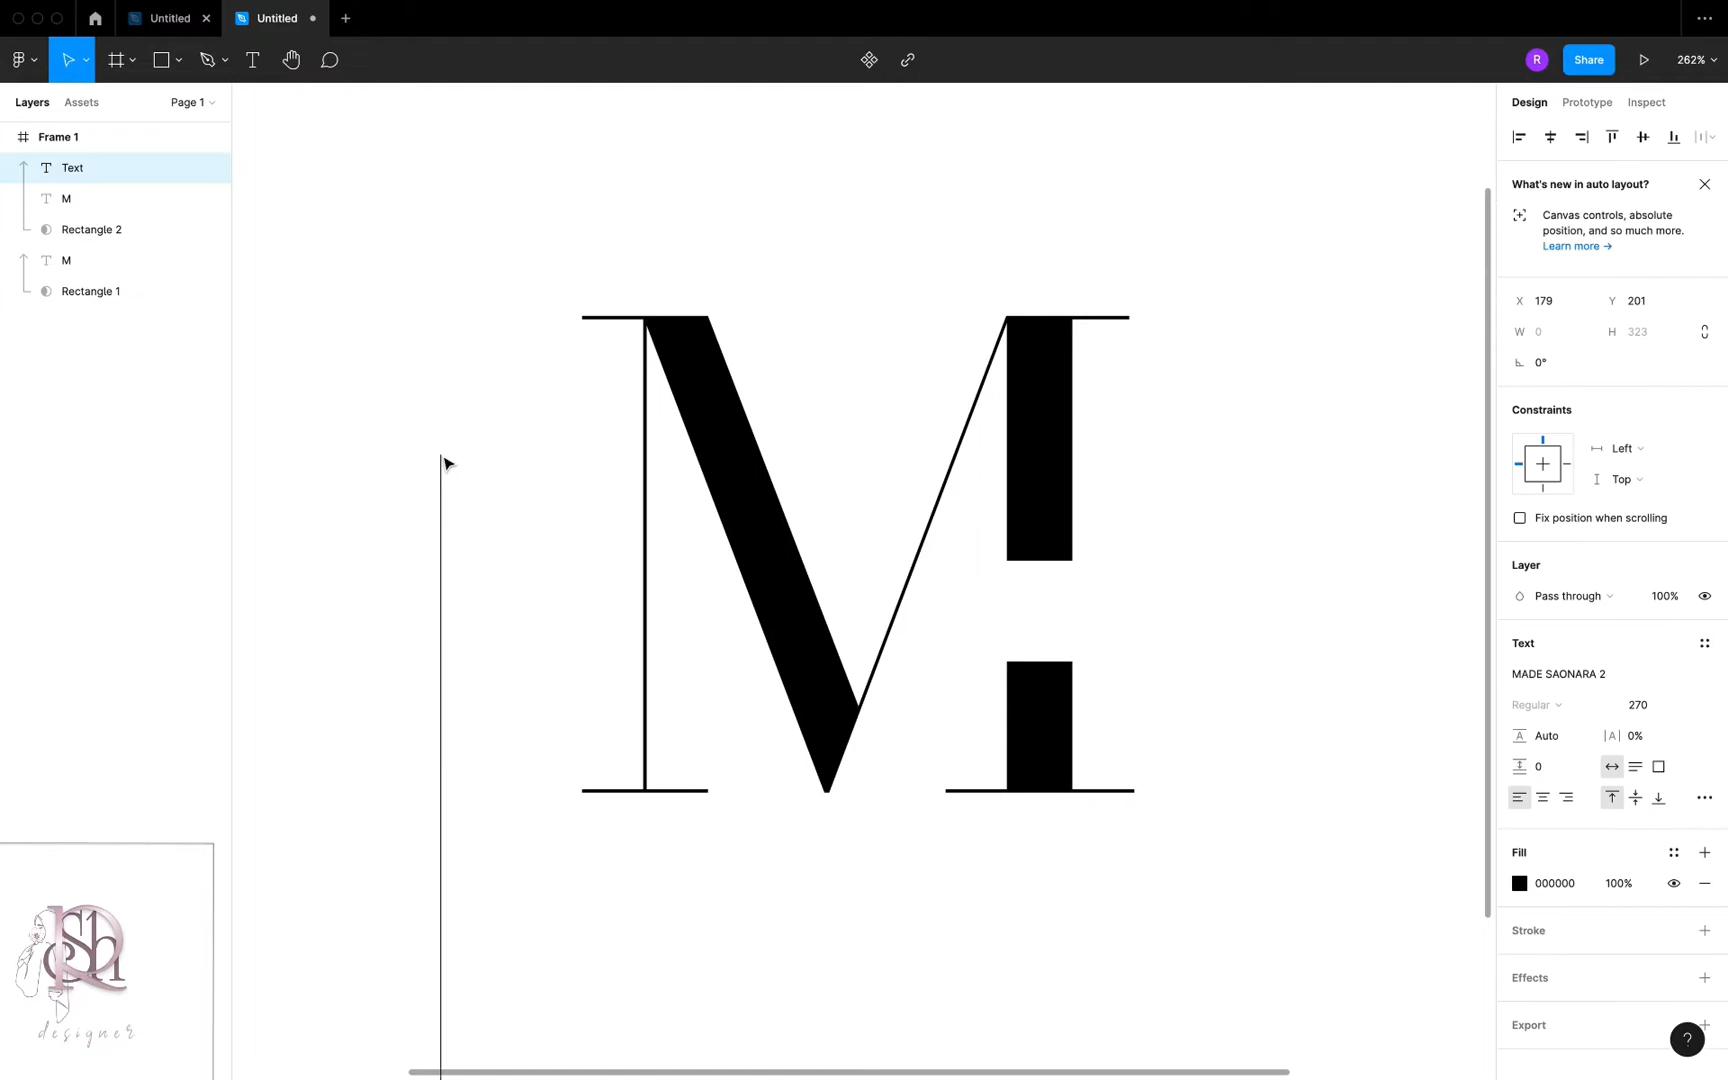 Untitled
Untitled
R
Share
262%
Layers
Assets
Page 1
Frame 1
Text
M
Rectangle 2
M
Rectangle 1
M
designer
Design
Prototype
Inspect
What's new in auto layout?
Canvas controls, absolute
position, and so much more.
Learn more →
X 179
Y 201
W 0
H 323
0°
Constraints
Left
Top
Fix position when scrolling
Layer
Pass through
100%
Text
MADE SAONARA 2
Regular
270
A Auto
|A| 0%
0
Fill
000000
100%
Stroke
Effects
Export
?